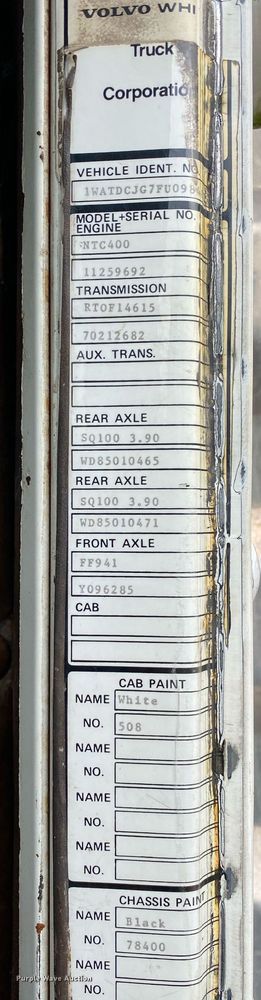 VOLVO WHI
Truck
Corporatio
VEHICLE IDENT. NO
1WATDCJG7FU098
MODEL+SERIAL NO.
ENGINE
NTC400
11259692
TRANSMISSION
RTOF14615
70212682
AUX. TRANS.
REAR AXLE
SQ100 3.90
WD85010465
REAR AXLE
SQ100 3.90
WD85010471
FRONT AXLE
FF941
Y096285
CAB
CAB PAINT
NAME White
NO. 508
NAME
NO.
NAME
NO.
NAME
NO.
CHASSIS PAIN
NAME Black
NO. 78400
NAME
NO.
Purple Wave Auction